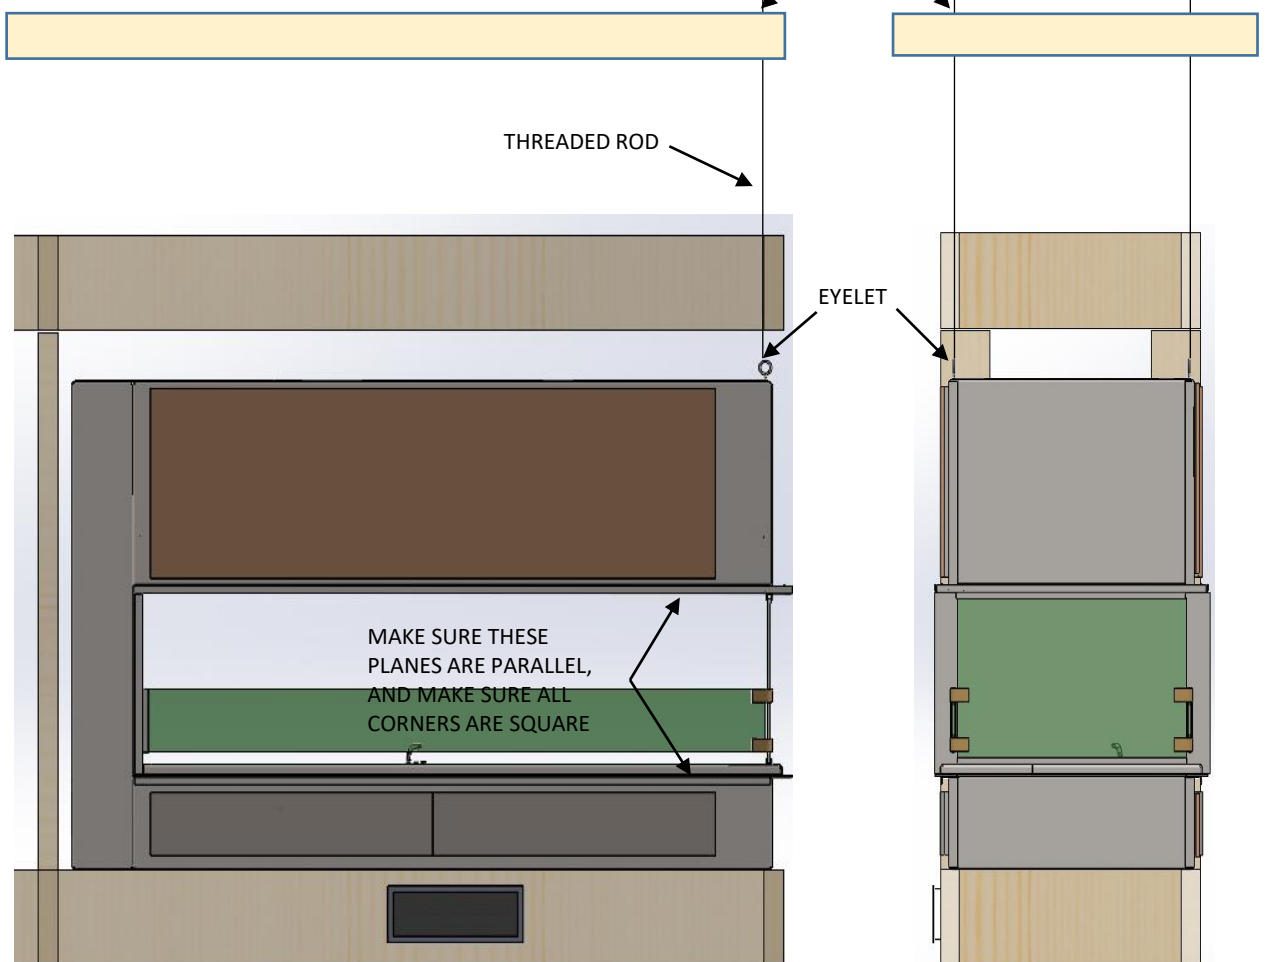 THREADED ROD
EYELET
MAKE SURE THESE
PLANES ARE PARALLEL,
AND MAKE SURE ALL
CORNERS ARE SQUARE